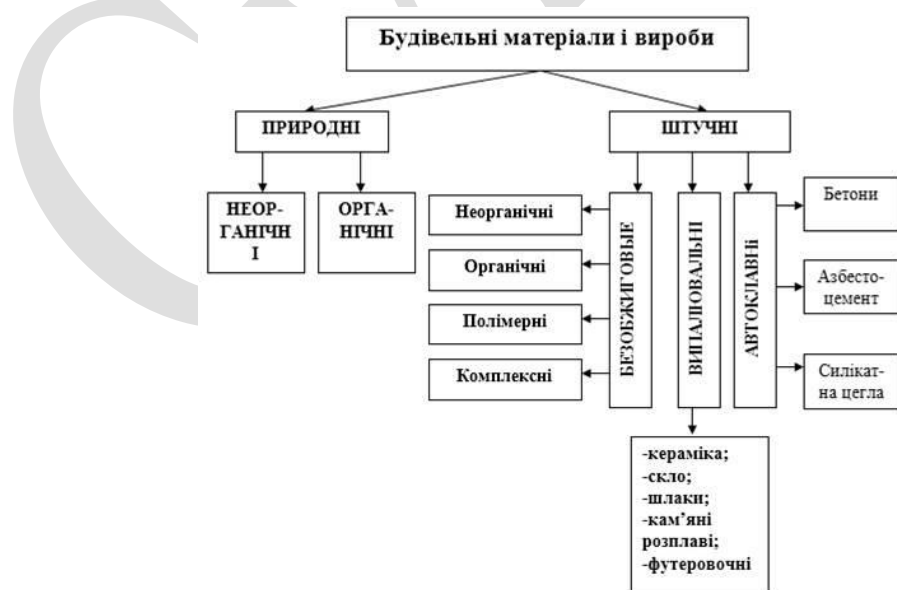 Будівельні матеріали і вироби
ПРИРОДНІ
ШТУЧНІ
НЕОР-
ГАНІЧН
І
ОРГА-
НІЧНІ
Неорганічні
Органічні
Полімерні
Комплексні
БЕЗОБЖИГОВЫЕ
ВИПАЛЮВАЛЬНІ
АВТОКЛАВНі
Бетони
Азбесто-
цемент
Силікат-
на цегла
-кераміка;
-скло;
-шлаки;
-кам’яні
розплаві;
-футеровочні